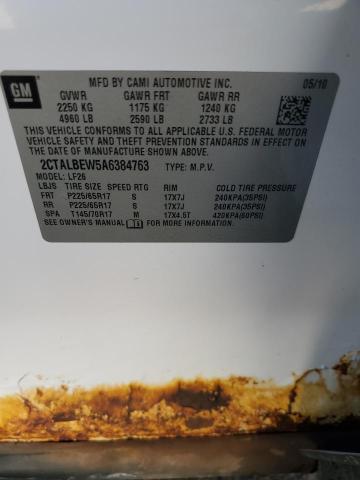 GM
MFD BY CAMI AUTOMOTIVE INC.
05/10
GVWR GAWR FRT GAWR RR
2250 KG 1175 KG 1240 KG
4960 LB 2590 LB 2733 LB
THIS VEHICLE CONFORMS TO ALL APPLICABLE U.S. FEDERAL MOTOR
VEHICLE SAFETY AND THEFT PREVENTION STANDARDS IN EFFECT ON
THE DATE OF MANUFACTURE SHOWN ABOVE.
2CTALBEW5A6384763 TYPE: M.P.V.
MODEL: LF26
LBJS TIRE SIZE SPEED RTG RIM COLD TIRE PRESSURE
FRT P225/65R17 S 17X7J 240KPA(35PSI)
RR P225/65R17 S 17X7J 240KPA(35PSI)
SPA T145/70R17 M 17X4.5T 420KPA(60PSI)
SEE OWNER'S MANUAL FOR MORE INFORMATION.